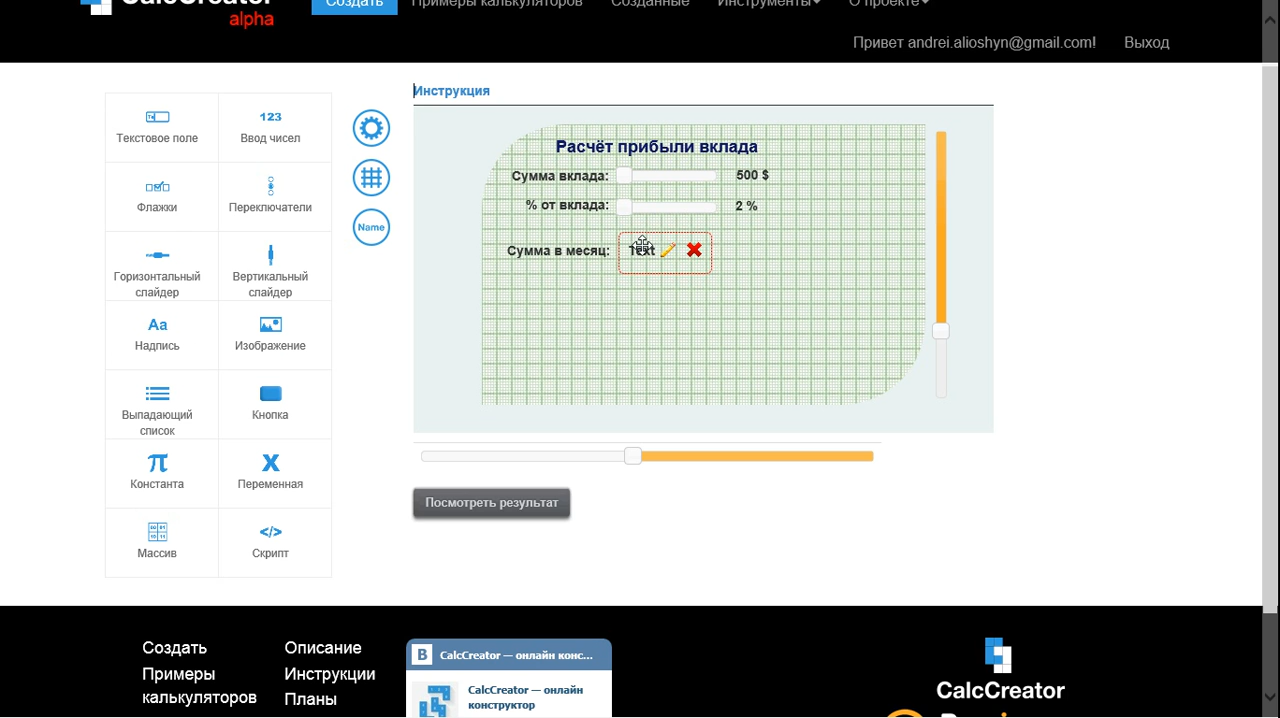 CalcCreator
alpha
Создать
Примеры калькуляторов
Созданные
Инструменты
О проекте
Привет andrei.alioshyn@gmail.com!
Выход
Текстовое поле
123
Ввод чисел
Флажки
Переключатели
Горизонтальный
слайдер
Вертикальный
слайдер
Aa
Надпись
Изображение
Выпадающий
список
Кнопка
π
Константа
X
Переменная
Массив
</>
Скрипт
Name
Инструкция
Расчёт прибыли вклада
Сумма вклада:
500 $
% от вклада:
2 %
Сумма в месяц:
Text
Посмотреть результат
Создать
Примеры
калькуляторов
Описание
Инструкции
Планы
B
CalcCreator — онлайн конс...
CalcCreator — онлайн
конструктор
CalcCreator